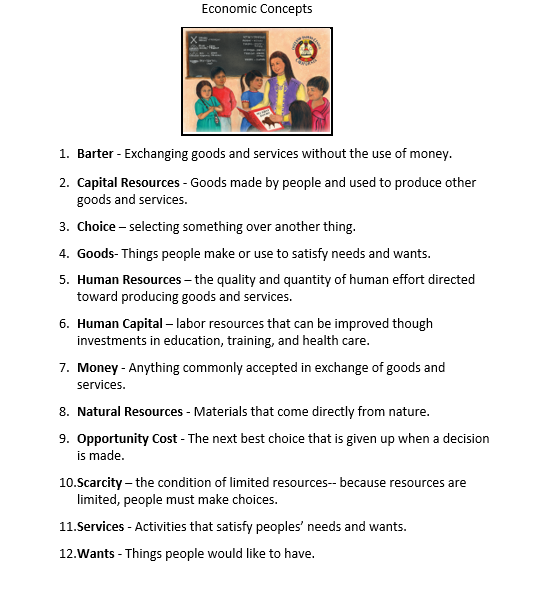 Economic Concepts
1. Barter - Exchanging goods and services without the use of money.
2. Capital Resources - Goods made by people and used to produce other
goods and services.
3. Choice – selecting something over another thing.
4. Goods- Things people make or use to satisfy needs and wants.
5. Human Resources – the quality and quantity of human effort directed
toward producing goods and services.
6. Human Capital – labor resources that can be improved though
investments in education, training, and health care.
7. Money - Anything commonly accepted in exchange of goods and
services.
8. Natural Resources - Materials that come directly from nature.
9. Opportunity Cost - The next best choice that is given up when a decision
is made.
10.Scarcity – the condition of limited resources-- because resources are
limited, people must make choices.
11.Services - Activities that satisfy peoples’ needs and wants.
12.Wants - Things people would like to have.